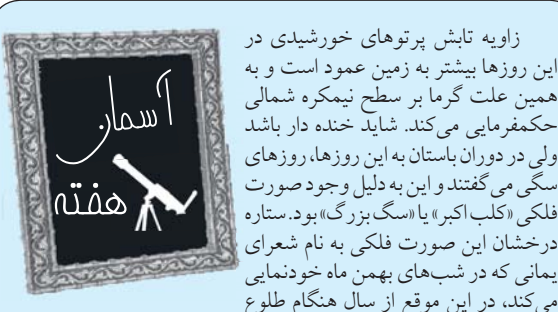 زاویه تابش پرتوهای خورشیدی در
این روزها بیشتر به زمین عمود است و به
همین علت گرما بر سطح نیمکره شمالی
حکمفرمایی می‌کند. شاید خنده دار باشد
ولی در دوران باستان به این روزها، روزهای
سگی می‌گفتند و این به دلیل وجود صورت
فلکی «کلب اکبر» یا «سگ بزرگ» بود. ستاره
درخشان این صورت فلکی به نام شعرای
یمانی که در شب‌های بهمن ماه خودنمایی
می‌کند، در این موقع از سال هنگام طلوع
آسمان
هفته